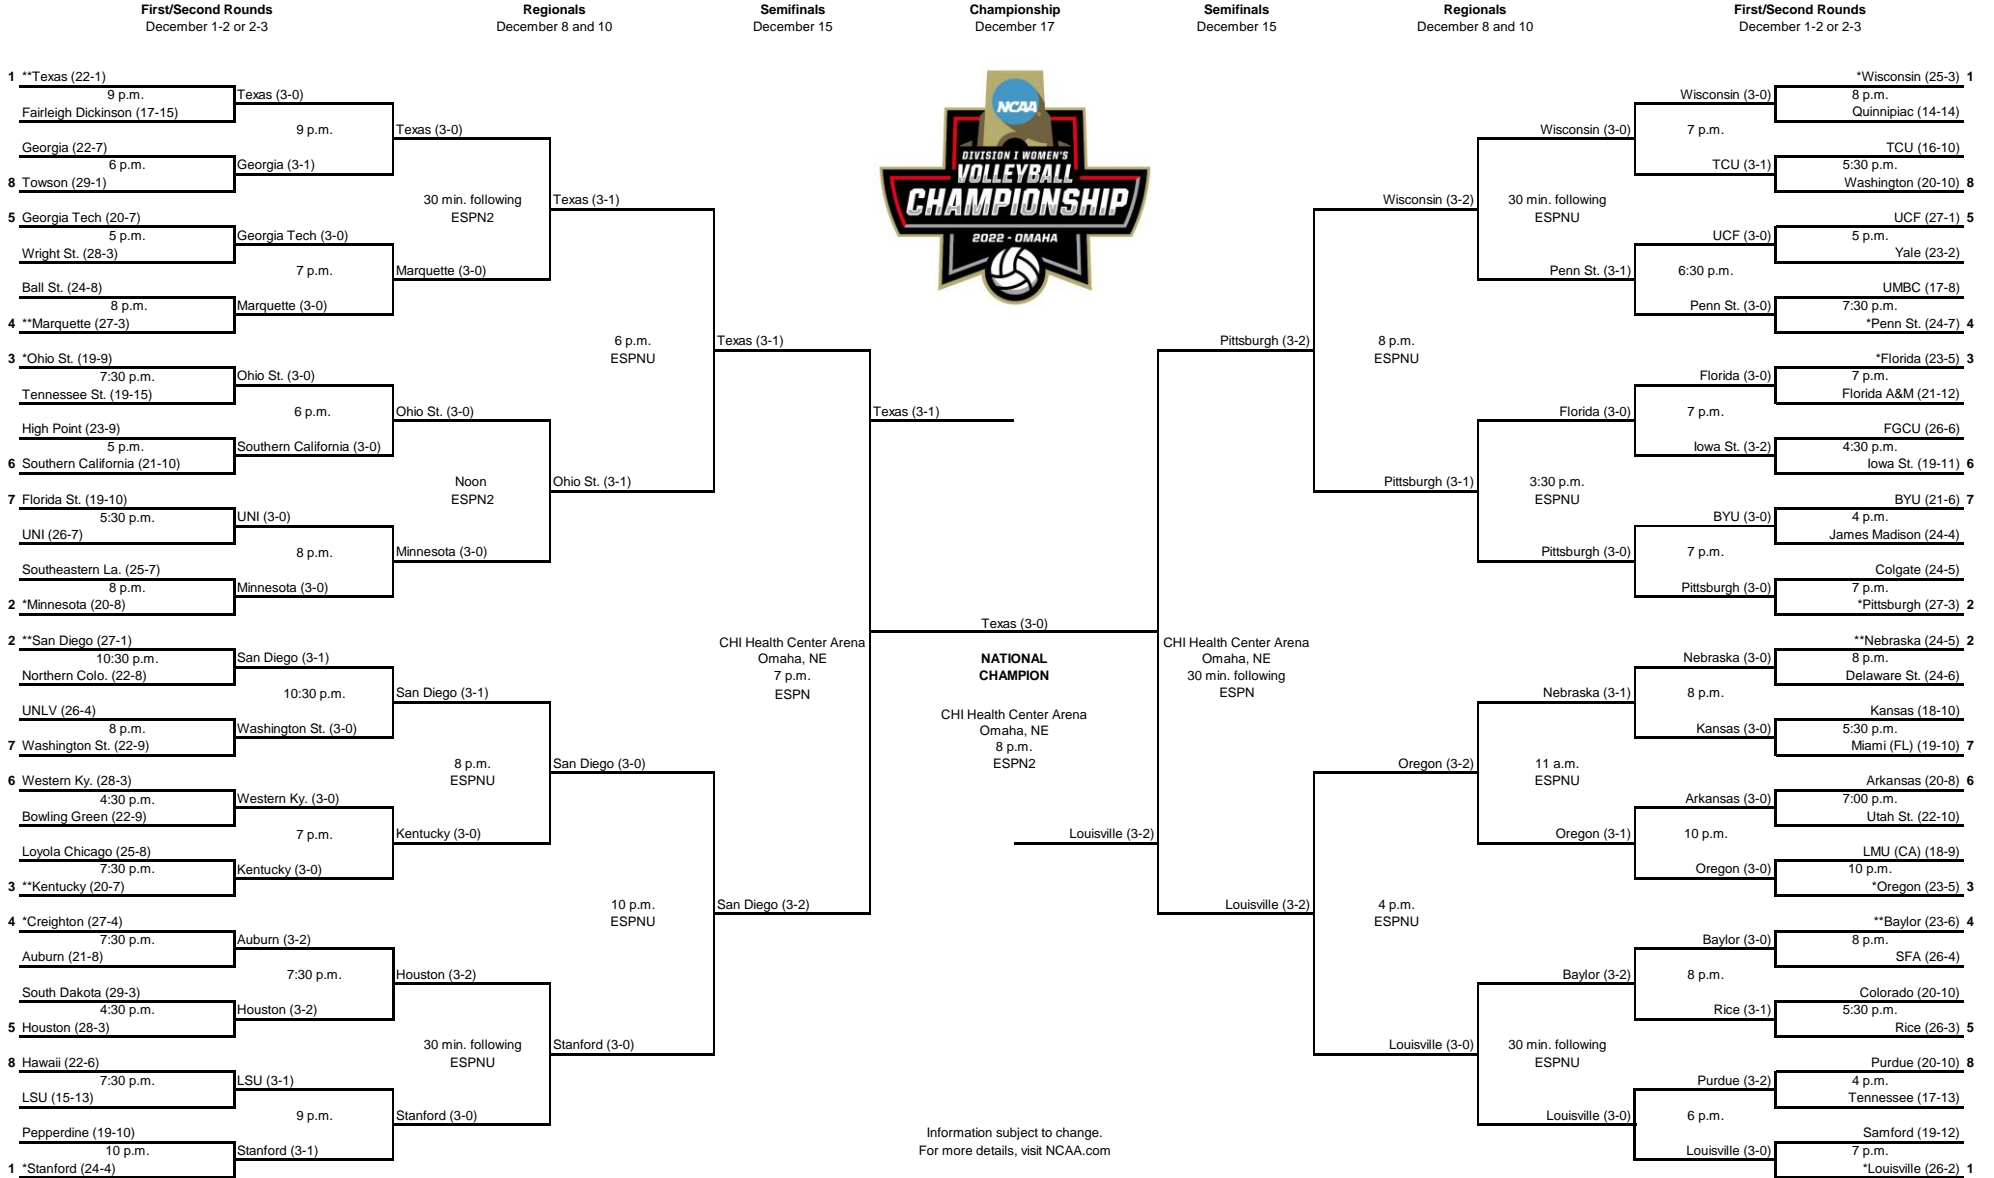 First/Second Rounds
December 1-2 or 2-3
Regionals
December 8 and 10
Semifinals
December 15
Championship
December 17
Semifinals
December 15
Regionals
December 8 and 10
First/Second Rounds
December 1-2 or 2-3
1 **Texas (22-1)
9 p.m.
Fairleigh Dickinson (17-15)
Georgia (22-7)
6 p.m.
8 Towson (29-1)
5 Georgia Tech (20-7)
5 p.m.
Wright St. (28-3)
Ball St. (24-8)
8 p.m.
4 **Marquette (27-3)
3 *Ohio St. (19-9)
7:30 p.m.
Tennessee St. (19-15)
High Point (23-9)
5 p.m.
6 Southern California (21-10)
7 Florida St. (19-10)
5:30 p.m.
UNI (26-7)
Southeastern La. (25-7)
8 p.m.
2 *Minnesota (20-8)
2 **San Diego (27-1)
10:30 p.m.
Northern Colo. (22-8)
UNLV (26-4)
8 p.m.
7 Washington St. (22-9)
6 Western Ky. (28-3)
4:30 p.m.
Bowling Green (22-9)
Loyola Chicago (25-8)
7:30 p.m.
3 **Kentucky (20-7)
4 *Creighton (27-4)
7:30 p.m.
Auburn (21-8)
South Dakota (29-3)
4:30 p.m.
5 Houston (28-3)
8 Hawaii (22-6)
7:30 p.m.
LSU (15-13)
Pepperdine (19-10)
10 p.m.
1 *Stanford (24-4)
Texas (3-0)
9 p.m.
Georgia (3-1)
Georgia Tech (3-0)
7 p.m.
Marquette (3-0)
Ohio St. (3-0)
6 p.m.
Southern California (3-0)
UNI (3-0)
8 p.m.
Minnesota (3-0)
San Diego (3-1)
10:30 p.m.
Washington St. (3-0)
Western Ky. (3-0)
7 p.m.
Kentucky (3-0)
Auburn (3-2)
7:30 p.m.
Houston (3-2)
LSU (3-1)
9 p.m.
Stanford (3-1)
Texas (3-0)
30 min. following
ESPN2
Marquette (3-0)
Ohio St. (3-0)
Noon
ESPN2
Minnesota (3-0)
San Diego (3-1)
8 p.m.
ESPNU
Kentucky (3-0)
Houston (3-2)
30 min. following
ESPNU
Stanford (3-0)
Texas (3-1)
6 p.m.
ESPNU
Ohio St. (3-1)
San Diego (3-0)
10 p.m.
ESPNU
Stanford (3-0)
Texas (3-1)
CHI Health Center Arena
Omaha, NE
7 p.m.
ESPN
San Diego (3-2)
NCAA
DIVISION I WOMEN'S
VOLLEYBALL
CHAMPIONSHIP
2022 - OMAHA
Texas (3-1)
Texas (3-0)
NATIONAL
CHAMPION
CHI Health Center Arena
Omaha, NE
8 p.m.
ESPN2
Louisville (3-2)
Information subject to change.
For more details, visit NCAA.com
Pittsburgh (3-2)
CHI Health Center Arena
Omaha, NE
30 min. following
ESPN
Louisville (3-2)
Wisconsin (3-2)
8 p.m.
ESPNU
Pittsburgh (3-1)
Oregon (3-2)
4 p.m.
ESPNU
Louisville (3-0)
Wisconsin (3-0)
30 min. following
ESPNU
Penn St. (3-1)
Florida (3-0)
3:30 p.m.
ESPNU
Pittsburgh (3-0)
Nebraska (3-1)
11 a.m.
ESPNU
Oregon (3-1)
Baylor (3-2)
30 min. following
ESPNU
Louisville (3-0)
Wisconsin (3-0)
7 p.m.
TCU (3-1)
UCF (3-0)
6:30 p.m.
Penn St. (3-0)
Florida (3-0)
7 p.m.
Iowa St. (3-2)
BYU (3-0)
7 p.m.
Pittsburgh (3-0)
Nebraska (3-0)
8 p.m.
Kansas (3-0)
Arkansas (3-0)
10 p.m.
Oregon (3-0)
Baylor (3-0)
8 p.m.
Rice (3-1)
Purdue (3-2)
6 p.m.
Louisville (3-0)
*Wisconsin (25-3) 1
8 p.m.
Quinnipiac (14-14)
TCU (16-10)
5:30 p.m.
Washington (20-10) 8
UCF (27-1) 5
5 p.m.
Yale (23-2)
UMBC (17-8)
7:30 p.m.
*Penn St. (24-7) 4
*Florida (23-5) 3
7 p.m.
Florida A&M (21-12)
FGCU (26-6)
4:30 p.m.
Iowa St. (19-11) 6
BYU (21-6) 7
4 p.m.
James Madison (24-4)
Colgate (24-5)
7 p.m.
*Pittsburgh (27-3) 2
**Nebraska (24-5) 2
8 p.m.
Delaware St. (24-6)
Kansas (18-10)
5:30 p.m.
Miami (FL) (19-10) 7
Arkansas (20-8) 6
7:00 p.m.
Utah St. (22-10)
LMU (CA) (18-9)
10 p.m.
*Oregon (23-5) 3
**Baylor (23-6) 4
8 p.m.
SFA (26-4)
Colorado (20-10)
5:30 p.m.
Rice (26-3) 5
Purdue (20-10) 8
4 p.m.
Tennessee (17-13)
Samford (19-12)
7 p.m.
*Louisville (26-2) 1